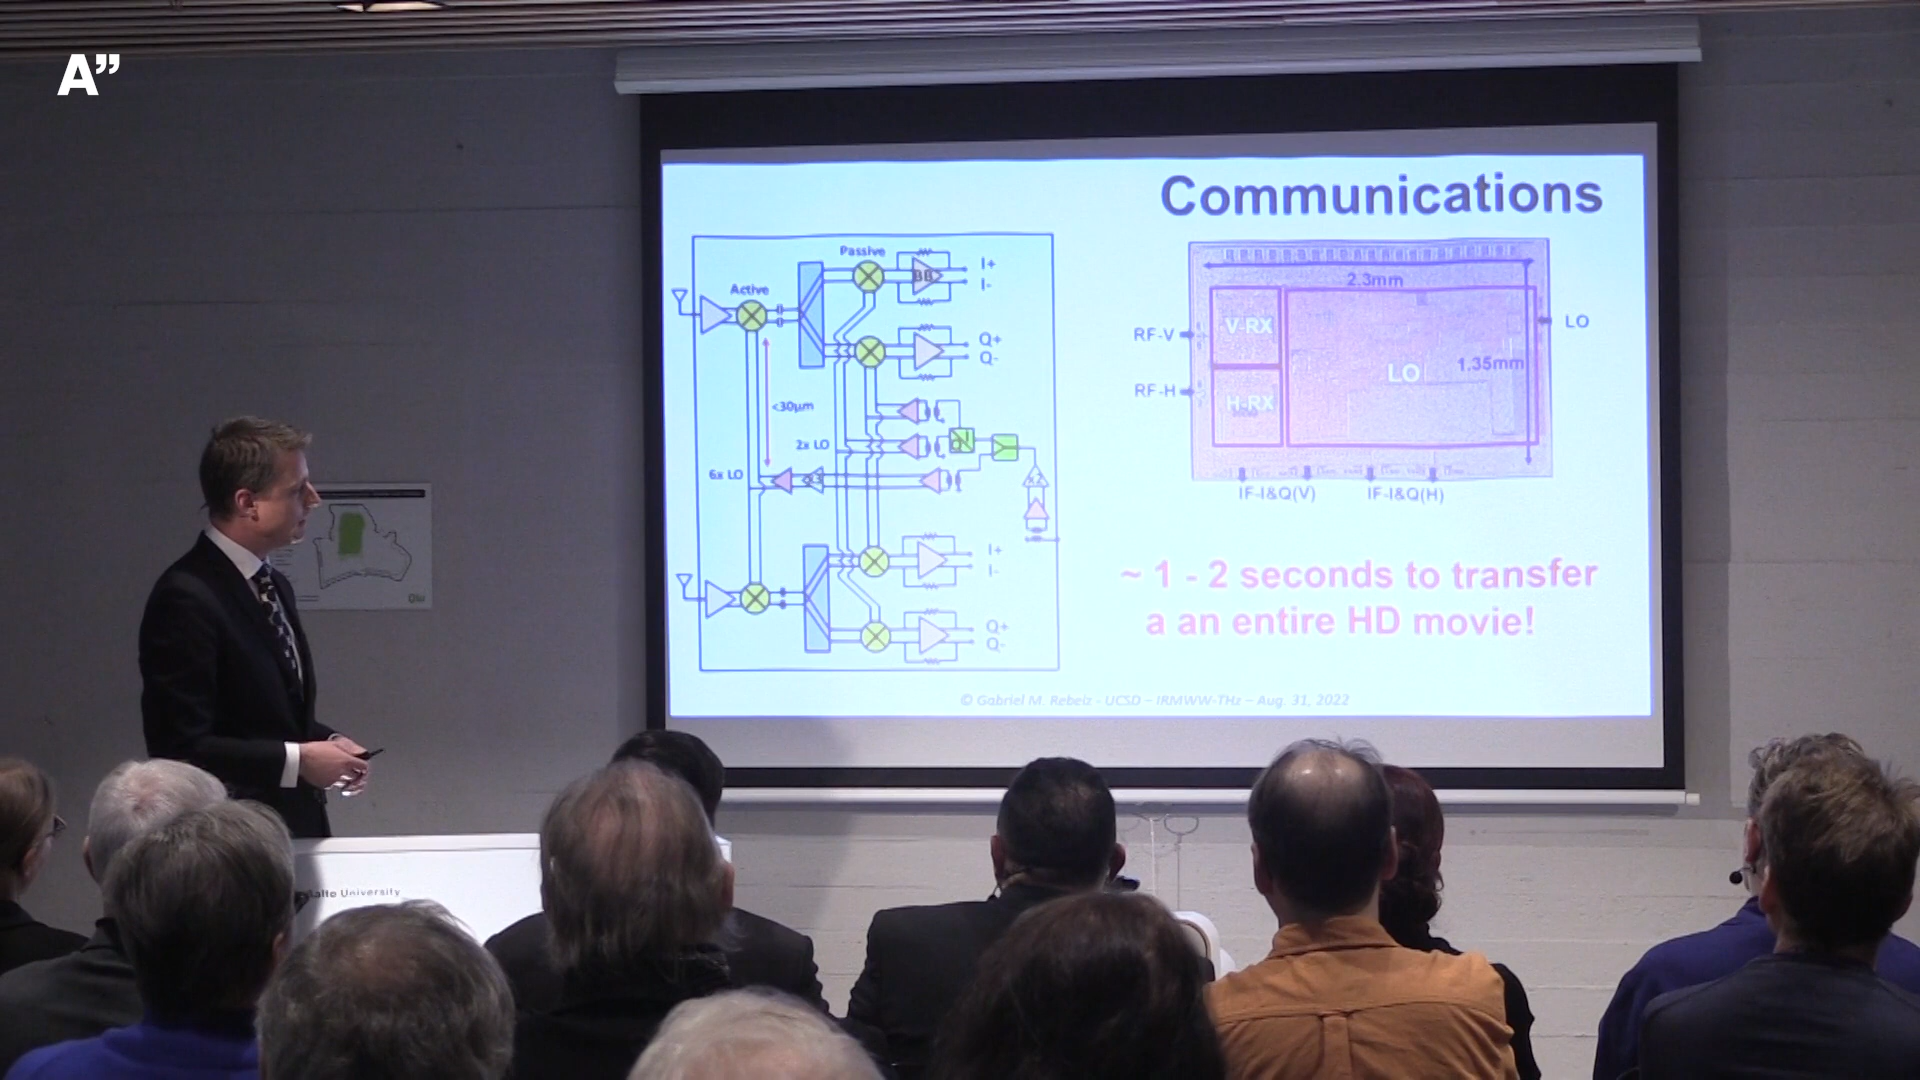 A”
Communications
Passive
Active
BB
I+
I-
Q+
Q-
<30µm
2x LO
6x LO
x3
x2
I+
I-
Q+
Q-
2.3mm
V-RX
RF-V
LO
1.35mm
LO
RF-H
H-RX
IF-I&Q(V)
IF-I&Q(H)
~ 1 - 2 seconds to transfer
a an entire HD movie!
© Gabriel M. Rebeiz - UCSD – IRMWW-THz – Aug. 31, 2022
Aalto University